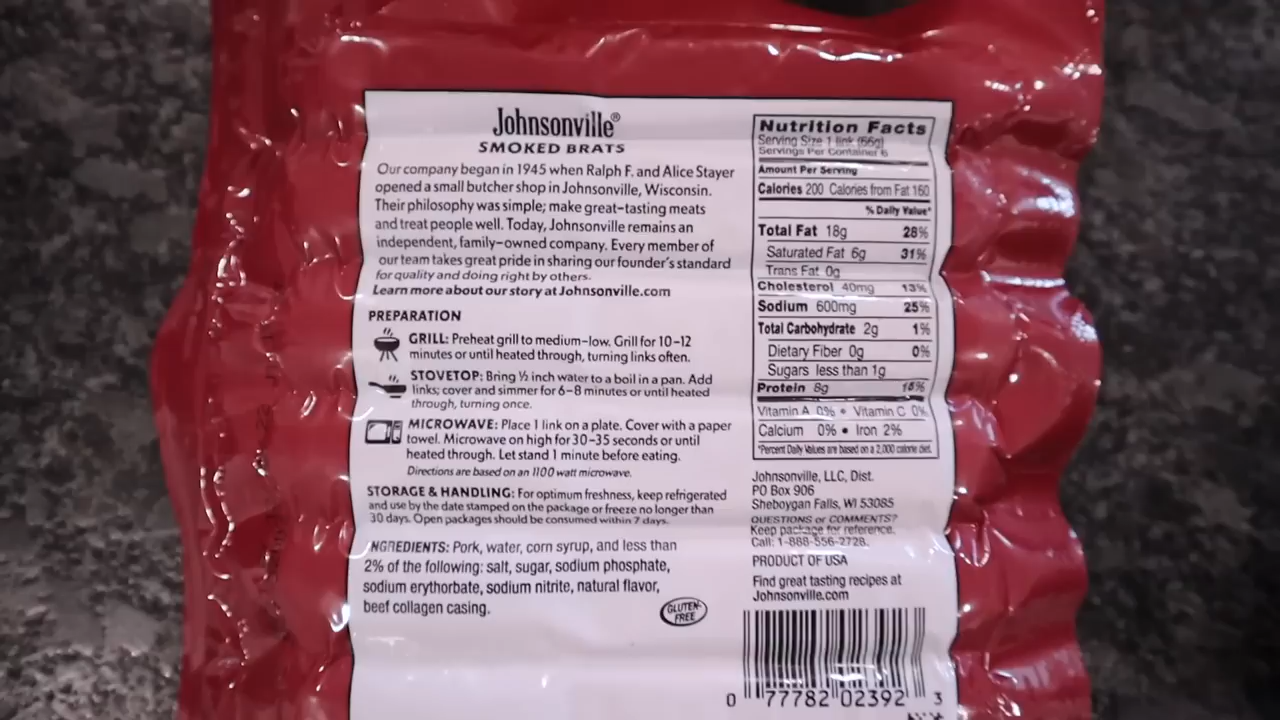 Johnsonville®
SMOKED BRATS
Our company began in 1945 when Ralph F. and Alice Stayer
opened a small butcher shop in Johnsonville, Wisconsin.
Their philosophy was simple; make great-tasting meats
and treat people well. Today, Johnsonville remains an
independent, family-owned company. Every member of
our team takes great pride in sharing our founder's standard
for quality and doing right by others.
Learn more about our story at Johnsonville.com
PREPARATION
GRILL: Preheat grill to medium-low. Grill for 10-12
minutes or until heated through, turning links often.
STOVETOP: Bring ½ inch water to a boil in a pan. Add
links; cover and simmer for 6-8 minutes or until heated
through, turning once.
MICROWAVE: Place 1 link on a plate. Cover with a paper
towel. Microwave on high for 30-35 seconds or until
heated through. Let stand 1 minute before eating.
Directions are based on an 1100 watt microwave.
STORAGE & HANDLING: For optimum freshness, keep refrigerated
and use by the date stamped on the package or freeze no longer than
30 days. Open packages should be consumed within 7 days.
INGREDIENTS: Pork, water, corn syrup, and less than
2% of the following: salt, sugar, sodium phosphate,
sodium erythorbate, sodium nitrite, natural flavor,
beef collagen casing.
GLUTEN-
FREE
Nutrition Facts
Serving Size 1 link (66g)
Servings Per Container 6
Amount Per Serving
Calories 200 Calories from Fat 160
% Daily Value*
Total Fat 18g 28%
Saturated Fat 6g 31%
Trans Fat 0g
Cholesterol 40mg 13%
Sodium 600mg 25%
Total Carbohydrate 2g 1%
Dietary Fiber 0g 0%
Sugars less than 1g
Protein 8g
Vitamin A 0% • Vitamin C 0%
Calcium 0% • Iron 2%
*Percent Daily Values are based on a 2,000 calorie diet.
Johnsonville, LLC, Dist.
PO Box 906
Sheboygan Falls, WI 53085
QUESTIONS or COMMENTS?
Keep package for reference.
Call: 1-888-556-2728.
PRODUCT OF USA
Find great tasting recipes at
Johnsonville.com
0 77782 02392 3